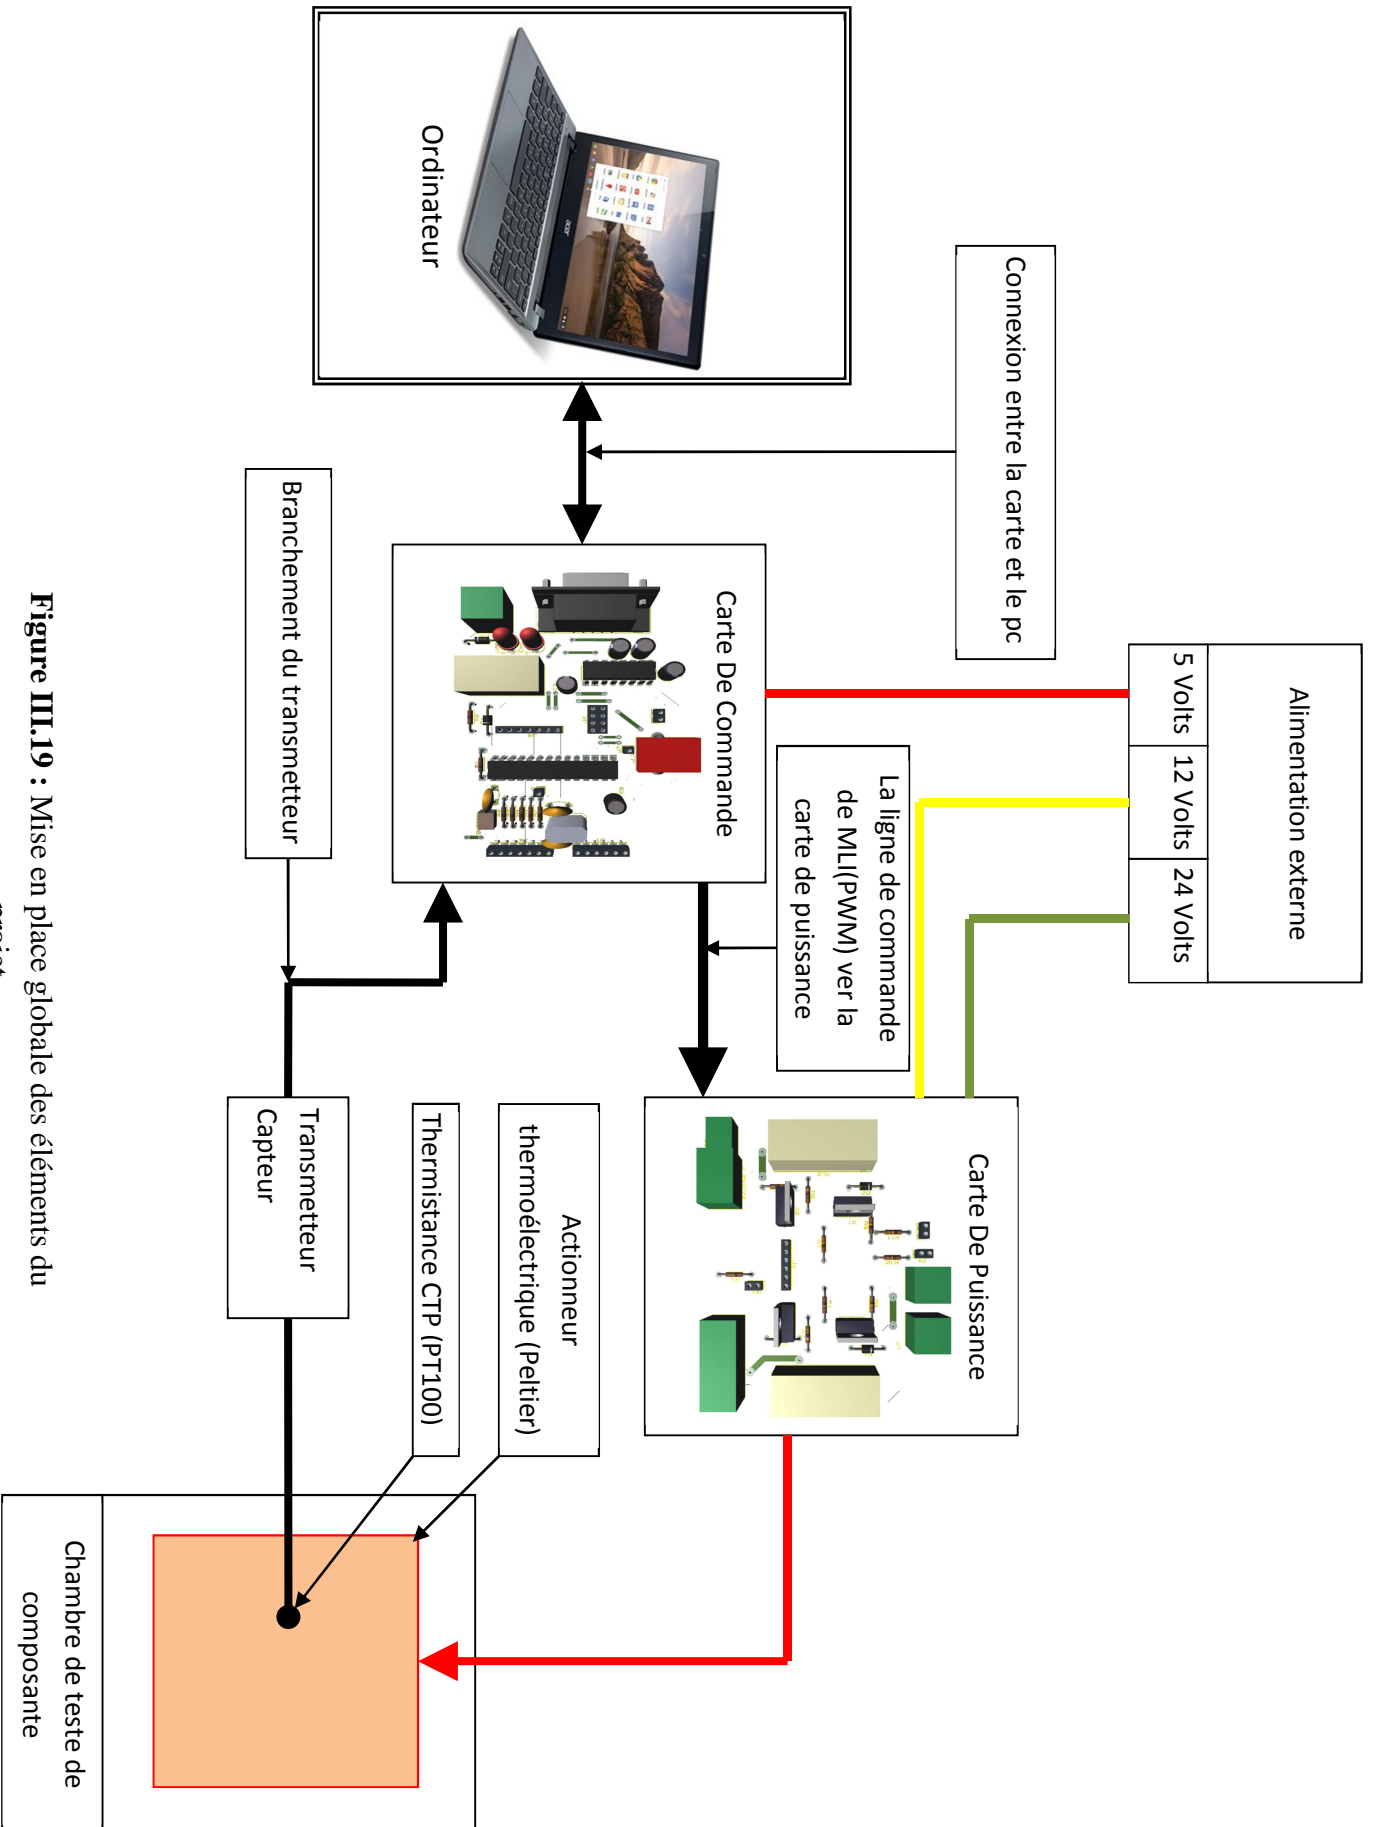 Alimentation externe
5 Volts
12 Volts
24 Volts
Connexion entre la carte et le pc
La ligne de commande
de MLI(PWM) ver la
carte de puissance
Carte De Puissance
Carte De Commande
acer
Ordinateur
Actionneur
thermoélectrique (Peltier)
Thermistance CTP (PT100)
Branchement du transmetteur
Transmetteur
Capteur
Chambre de teste de
composante
Figure III.19 : Mise en place globale des éléments du
projet